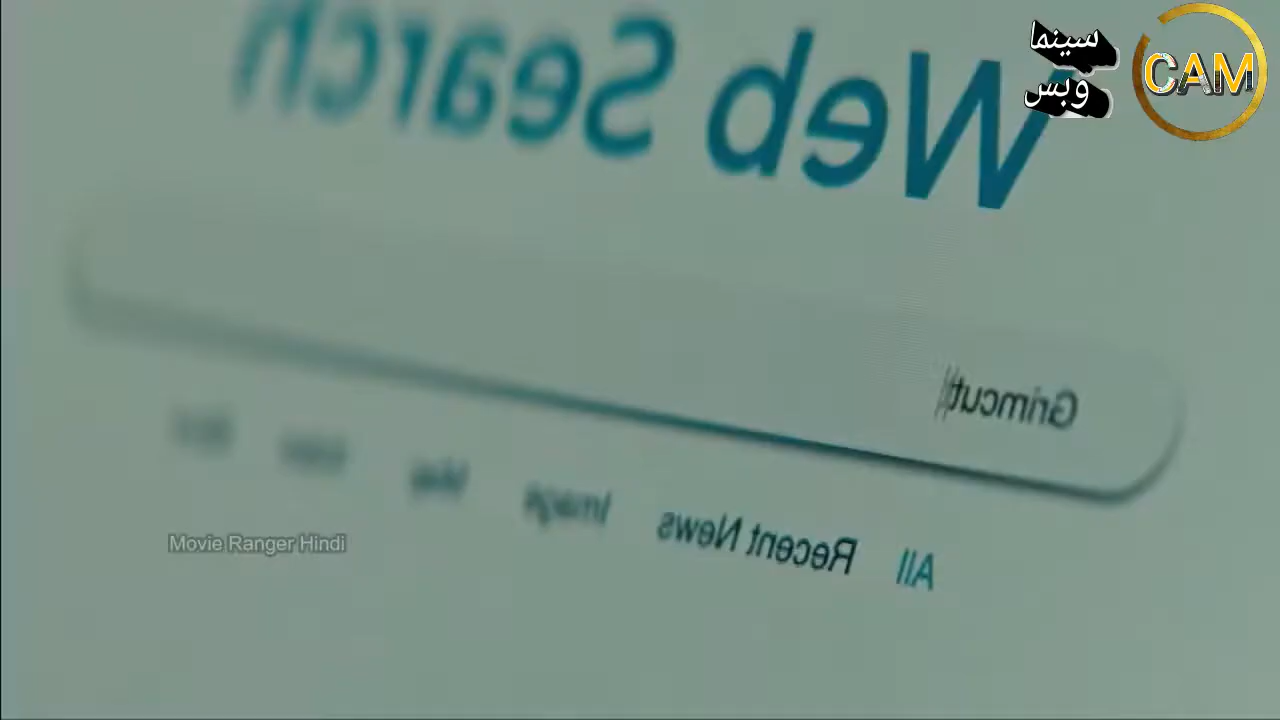 سينما
وبس
CAM
Web Search
Grimcut
All Recent News Image
Movie Ranger Hindi